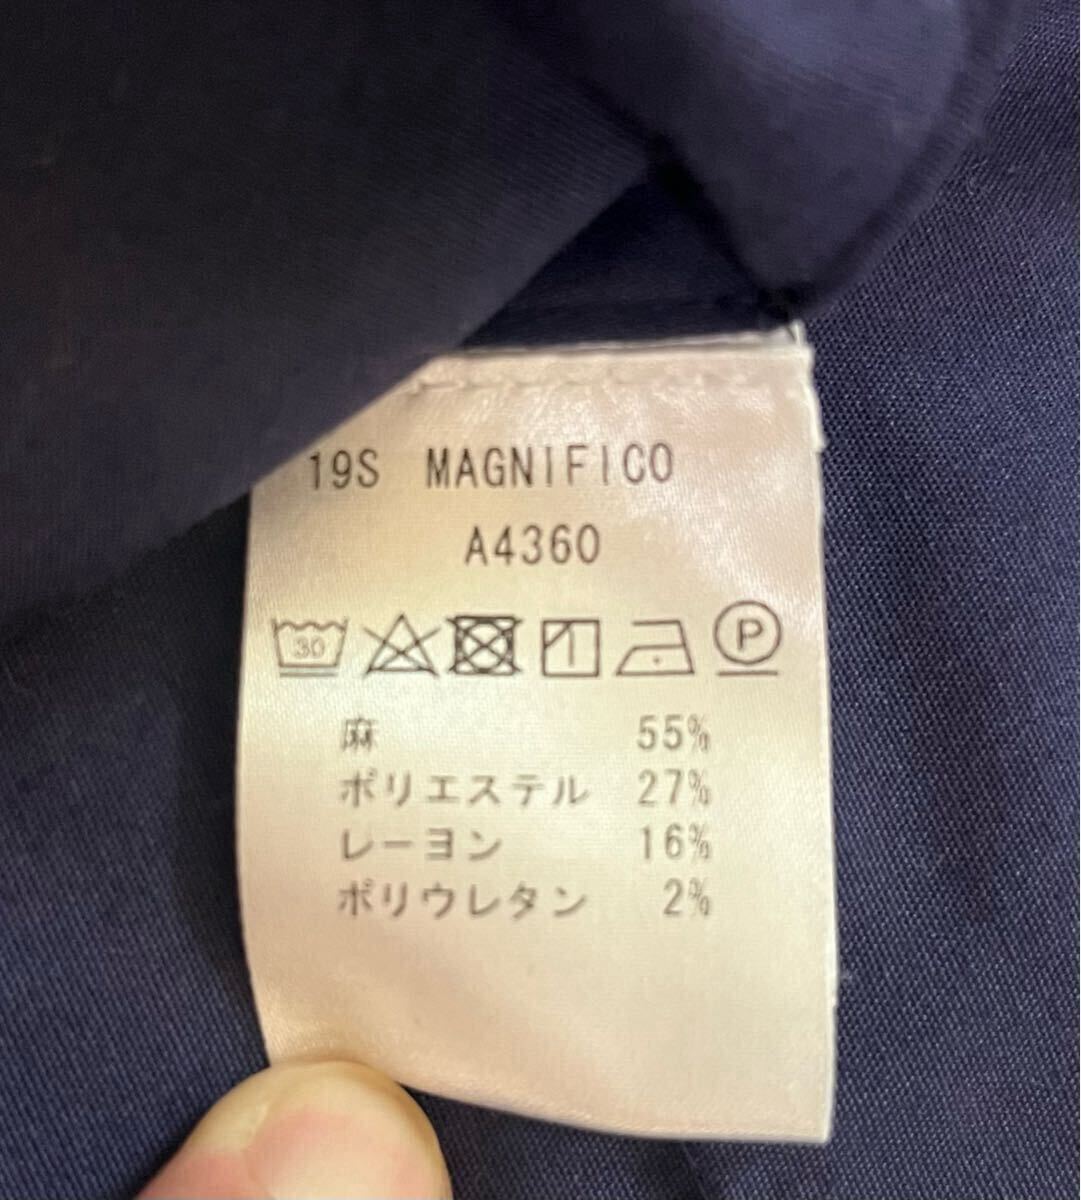 19S MAGNIFICO
A4360
30 P
麻 55%
ポリエステル 27%
レーヨン 16%
ポリウレタン 2%